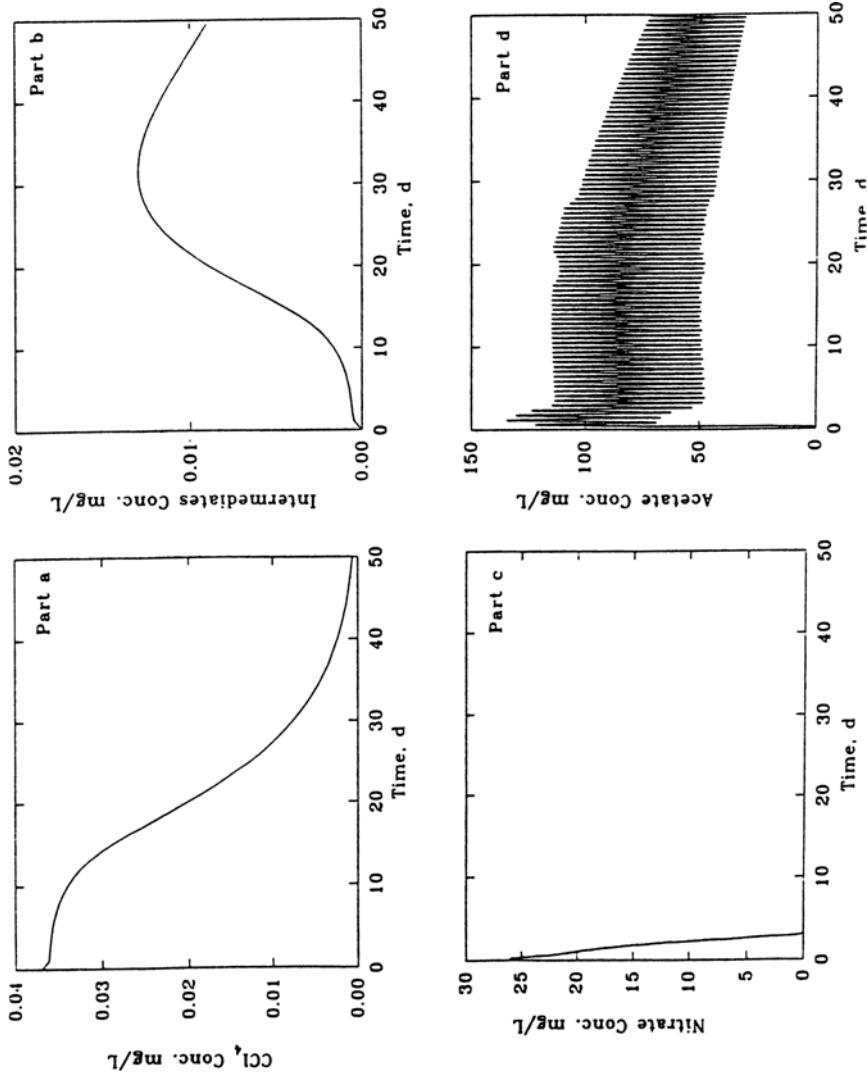 Part a
CCl₄ Conc. mg/L
0.04
0.03
0.02
0.01
0.00
0 10 20 30 40 50
Time, d
Part b
Intermediates Conc. mg/L
0.02
0.01
0.00
0 10 20 30 40 50
Time, d
Part c
Nitrate Conc. mg/L
30
25
20
15
10
5
0
0 10 20 30 40 50
Time, d
Part d
Acetate Conc. mg/L
150
100
50
0
0 10 20 30 40 50
Time, d